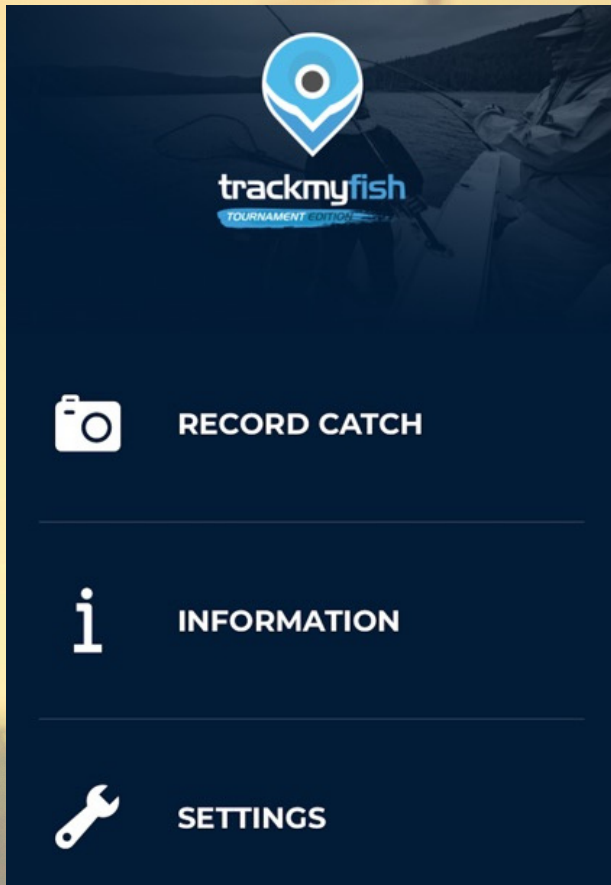 trackmyfish
TOURNAMENT EDITION
RECORD CATCH
INFORMATION
SETTINGS